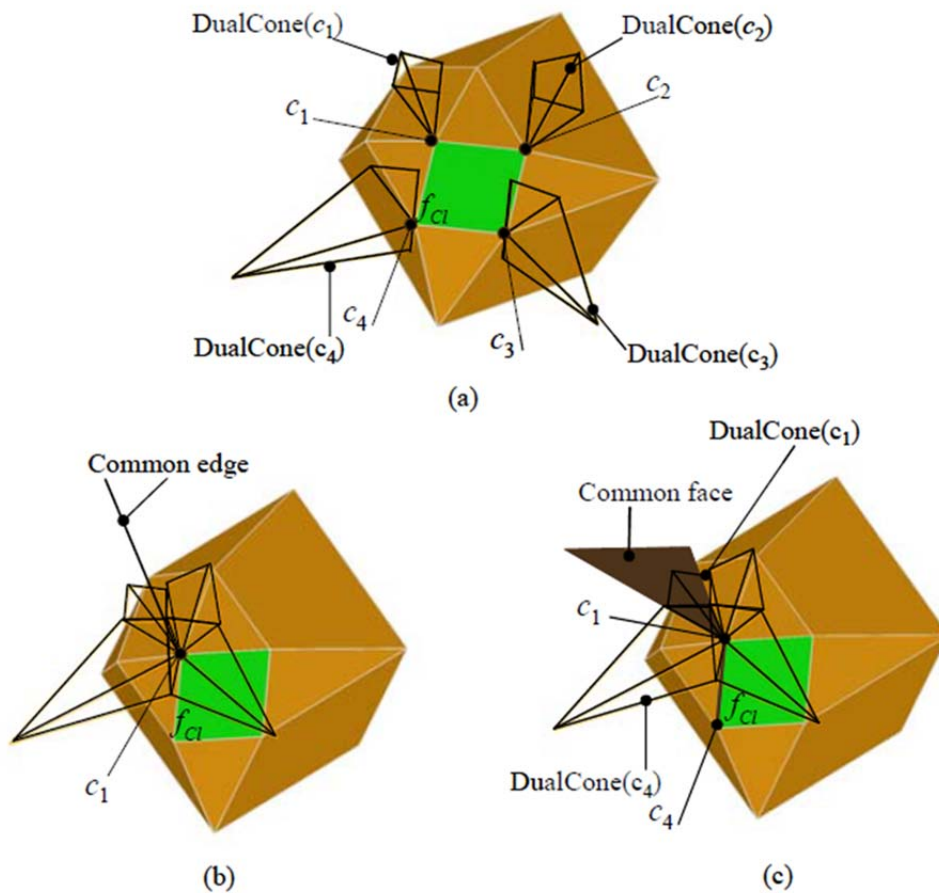 DualCone(c1)
DualCone(c2)
c1
c2
fCl
c4
c3
DualCone(c4)
DualCone(c3)
(a)
DualCone(c1)
Common edge
Common face
c1
fCl
c1
fCl
DualCone(c4)
c4
(b)
(c)